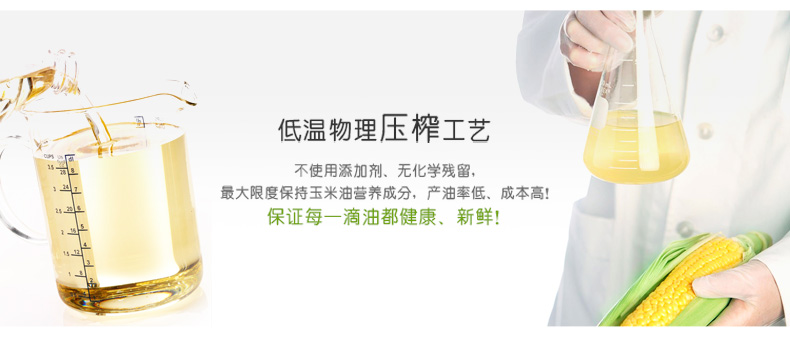 低温物理压榨工艺
不使用添加剂、无化学残留，
最大限度保持玉米油营养成分，产油率低、成本高！
保证每一滴油都健康、新鲜！